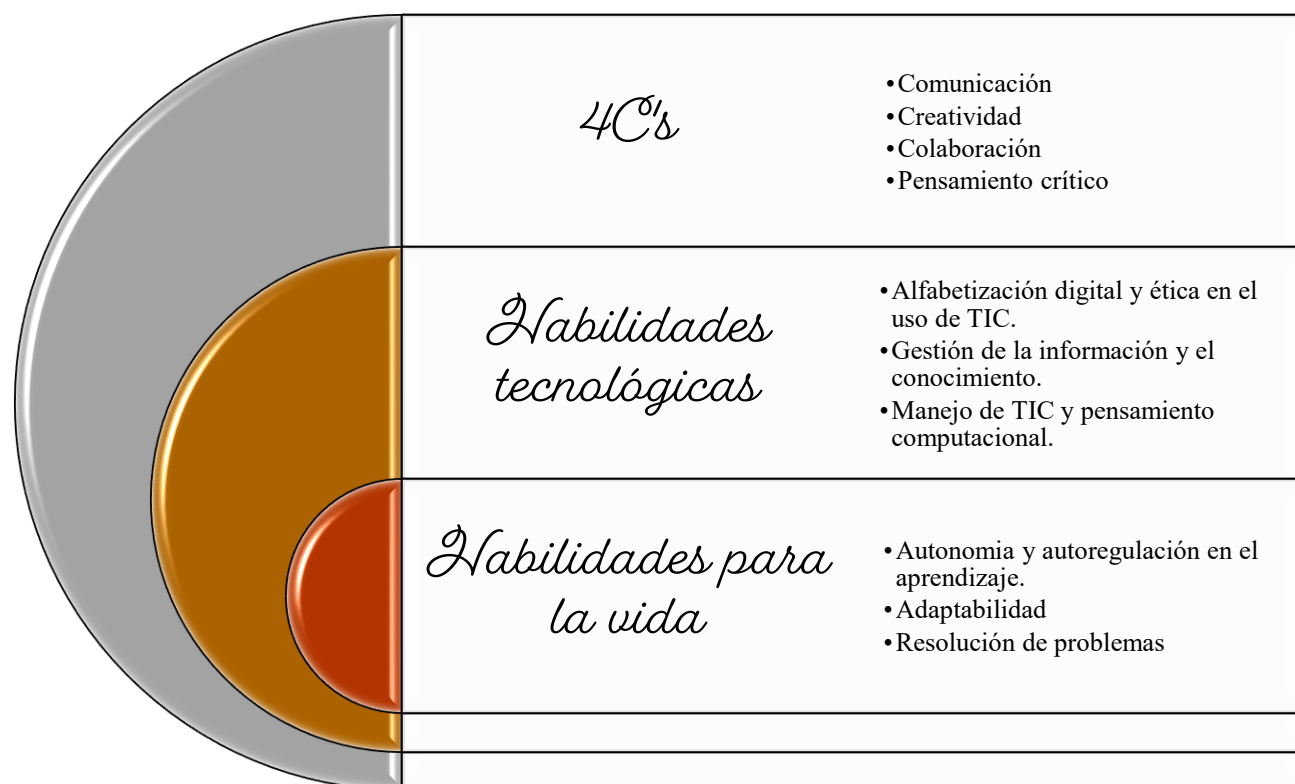 4C's
•Comunicación
•Creatividad
•Colaboración
•Pensamiento crítico
Habilidades
tecnológicas
•Alfabetización digital y ética en el
uso de TIC.
•Gestión de la información y el
conocimiento.
•Manejo de TIC y pensamiento
computacional.
Habilidades para
la vida
•Autonomia y autoregulación en el
aprendizaje.
•Adaptabilidad
•Resolución de problemas